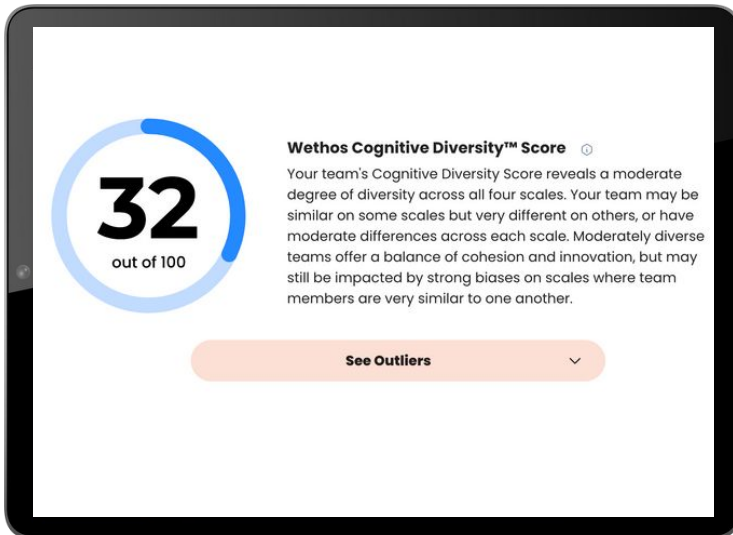 32
out of 100
Wethos Cognitive Diversity™ Score
Your team's Cognitive Diversity Score reveals a moderate
degree of diversity across all four scales. Your team may be
similar on some scales but very different on others, or have
moderate differences across each scale. Moderately diverse
teams offer a balance of cohesion and innovation, but may
still be impacted by strong biases on scales where team
members are very similar to one another.
See Outliers